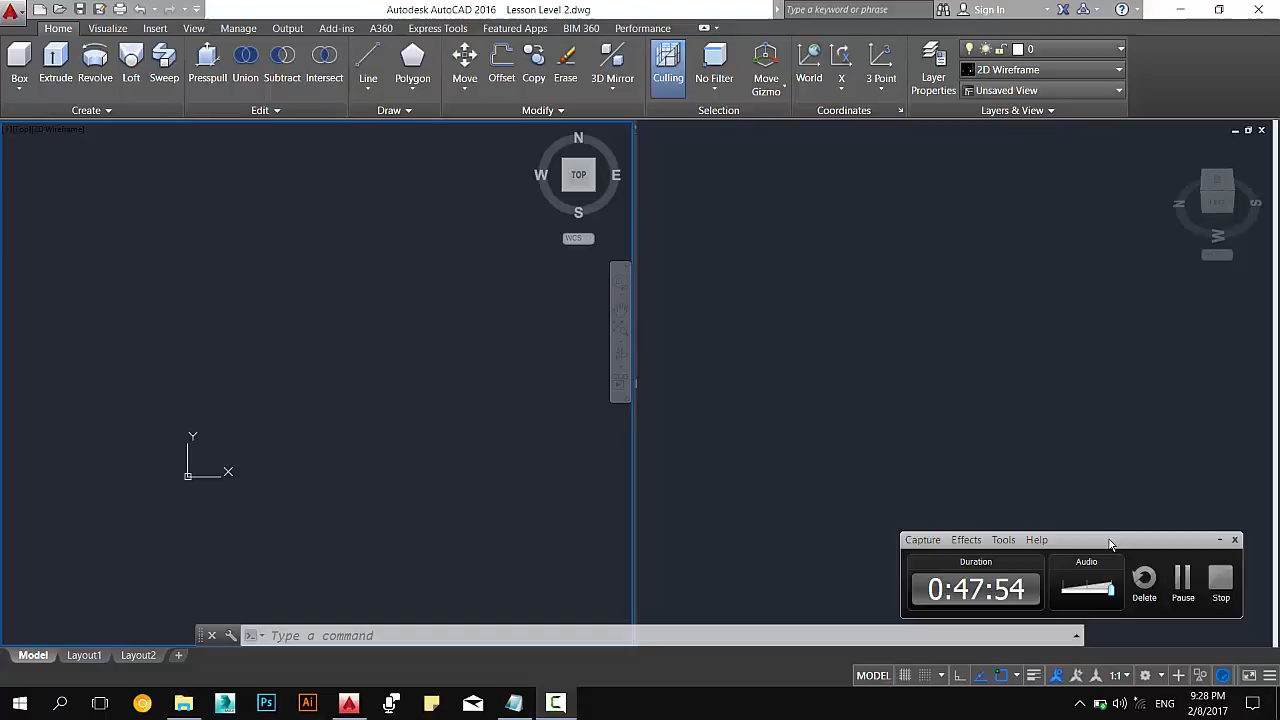 Autodesk AutoCAD 2016 Lesson Level 2.dwg
Type a keyword or phrase
Sign In
Home Visualize Insert View Manage Output Add-ins A360 Express Tools Featured Apps BIM 360 Performance
Box Extrude Revolve Loft Sweep Presspull Union Subtract Intersect Line Polygon Move Offset Copy Erase 3D Mirror Culling No Filter Move Gizmo World X 3 Point Layer Properties
0
2D Wireframe
Unsaved View
Create Edit Draw Modify Selection Coordinates Layers & View
[+][Top][2D Wireframe]
N
W TOP E
S
WCS
N S
W
Y
X
Capture Effects Tools Help
Duration Audio
0:47:54
Delete Pause Stop
Type a command
Model Layout1 Layout2 +
MODEL 1:1
Ps Ai
ENG
9:28 PM
2/8/2017